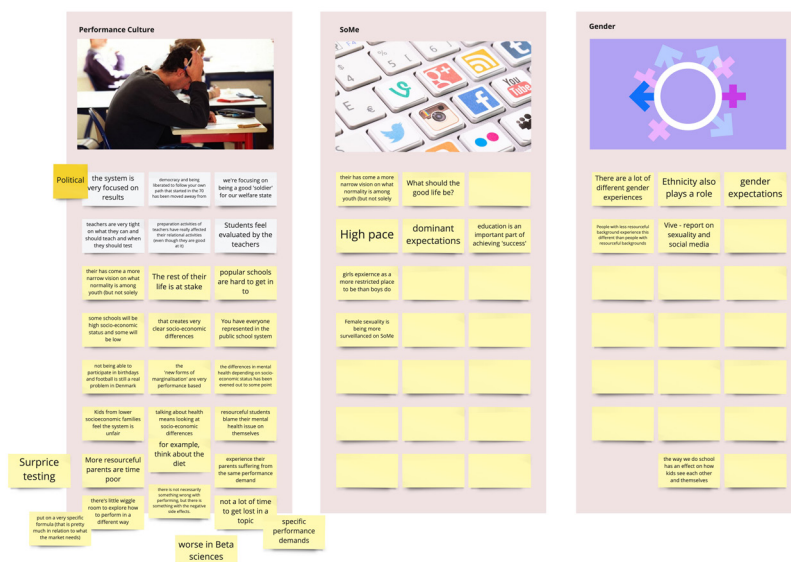 Performance Culture
Political
the system is
very focused on
results
democracy and being
liberated to follow your own
path that started in the 70
has been moved away from
we're focusing on
being a good 'soldier'
for our welfare state
teachers are very tight
on what they can and
should teach and when
they should test
preparation activities of
teachers have really affected
their relational activities
(even though they are good
at it)
Students feel
evaluated by the
teachers
their has come a more
narrow vision on what
normality is among
youth (but not solely
The rest of their
life is at stake
popular schools
are hard to get in
to
some schools will be
high socio-economic
status and some will
be low
that creates very
clear socio-economic
differences
You have everyone
represented in the
public school system
not being able to
participate in birthdays
and football is still a real
problem in Denmark
the
'new forms of
marginalisation' are very
performance based
the differences in mental
health depending on socio-
economic status has been
evened out to some point
Kids from lower
socioeconomic families
feel the system is
unfair
talking about health
means looking at
socio-economic
differences
resourceful students
blame their mental
health issue on
themselves
Surprice
testing
More resourceful
parents are time
poor
for example,
think about the
diet
experience their
parents suffering from
the same performance
demand
there's little wiggle
room to explore how
to perform in a
different way
there is not necessarily
something wrong with
performing, but there is
something with the negative
side effects.
not a lot of time
to get lost in a
topic
put on a very specific
formula (that is pretty
much in relation to what
the market needs)
specific
performance
demands
worse in Beta
sciences
SoMe
You
Tube
their has come a more
narrow vision on what
normality is among
youth (but not solely
What should the
good life be?
High pace
dominant
expectations
education is an
important part of
achieving 'success'
girls epxiernce as a
more restricted place
to be than boys do
Female sexuality is
being more
surveillanced on SoMe
Gender
There are a lot of
different gender
experiences
Ethnicity also
plays a role
gender
expectations
People with less resourceful
background experience this
different than people with
resourceful backgrounds
Vive - report on
sexuality and
social media
the way we do school
has an effect on how
kids see each other
and themselves